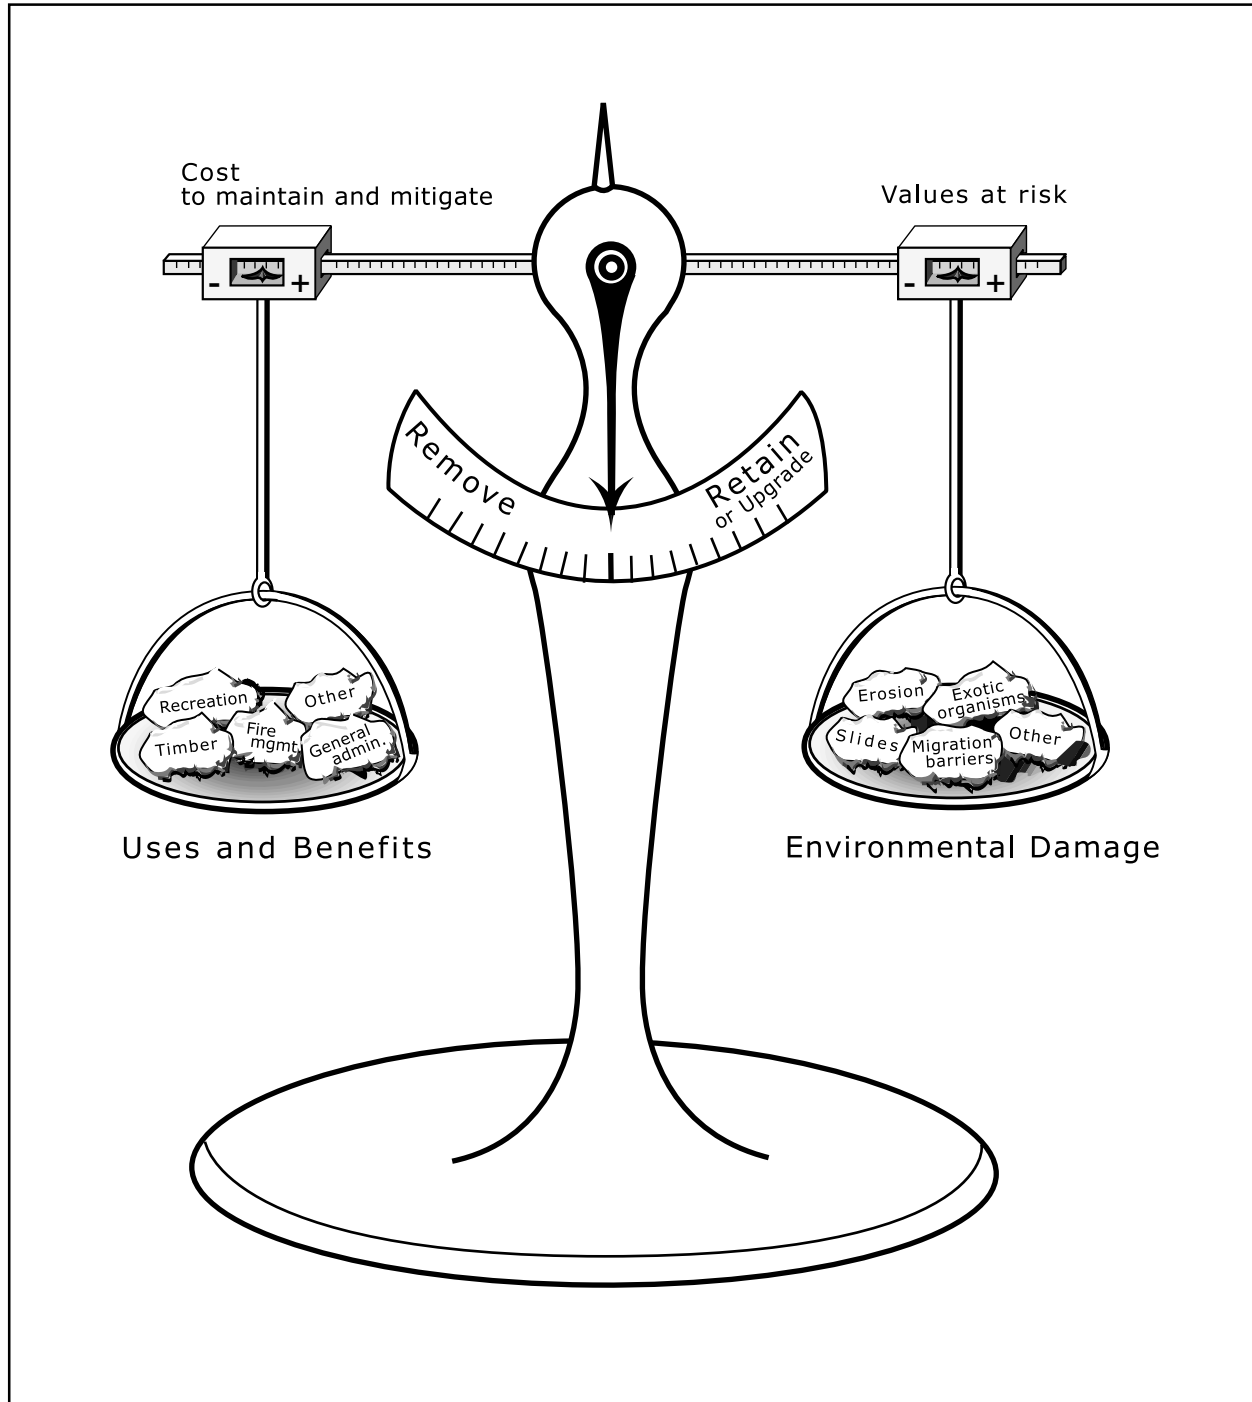 Cost
to maintain and mitigate
Values at risk
- +
- +
Remove
Retain
or Upgrade
Recreation
Other
Timber
Fire
mgmt
General
admin.
Erosion
Exotic
organisms
Slides
Migration
barriers
Other
Uses and Benefits
Environmental Damage